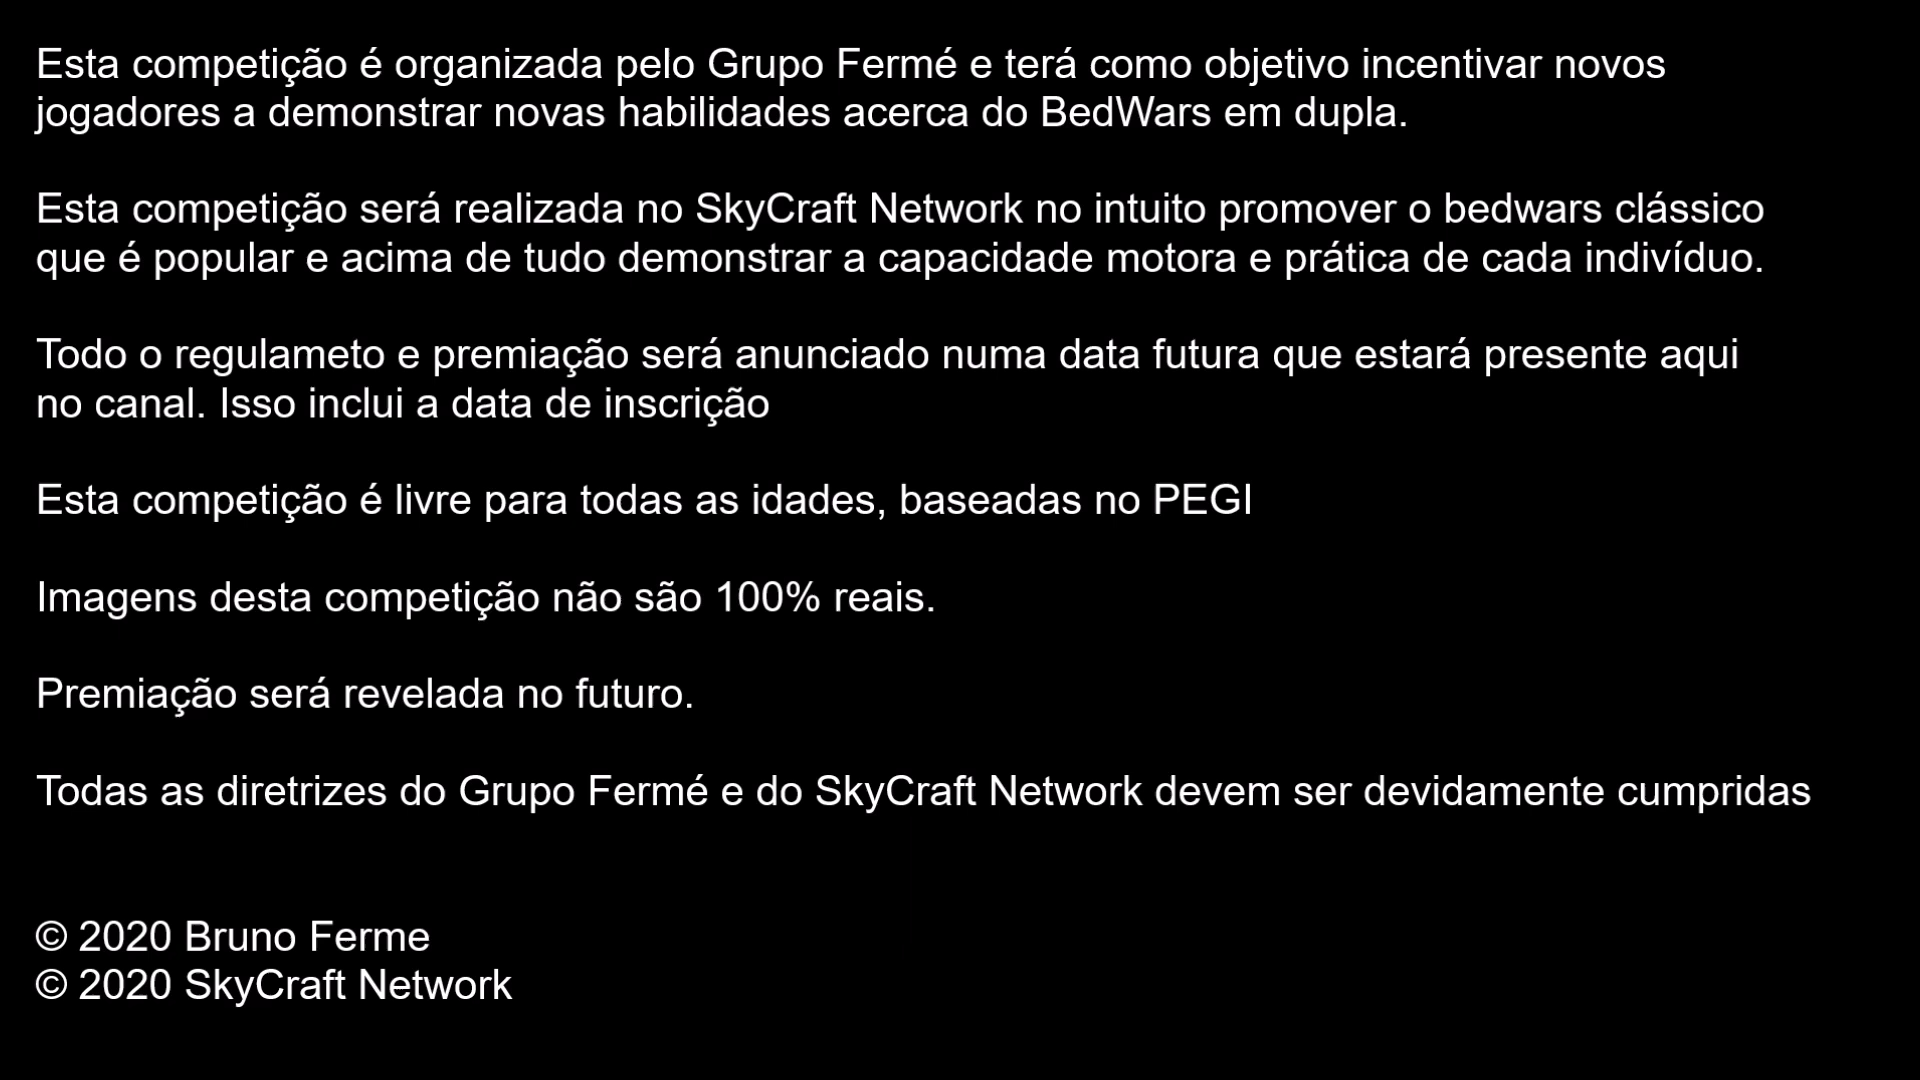 Esta competição é organizada pelo Grupo Fermé e terá como objetivo incentivar novos
jogadores a demonstrar novas habilidades acerca do BedWars em dupla.
Esta competição será realizada no SkyCraft Network no intuito promover o bedwars clássico
que é popular e acima de tudo demonstrar a capacidade motora e prática de cada indivíduo.
Todo o regulameto e premiação será anunciado numa data futura que estará presente aqui
no canal. Isso inclui a data de inscrição
Esta competição é livre para todas as idades, baseadas no PEGI
Imagens desta competição não são 100% reais.
Premiação será revelada no futuro.
Todas as diretrizes do Grupo Fermé e do SkyCraft Network devem ser devidamente cumpridas
© 2020 Bruno Ferme
© 2020 SkyCraft Network